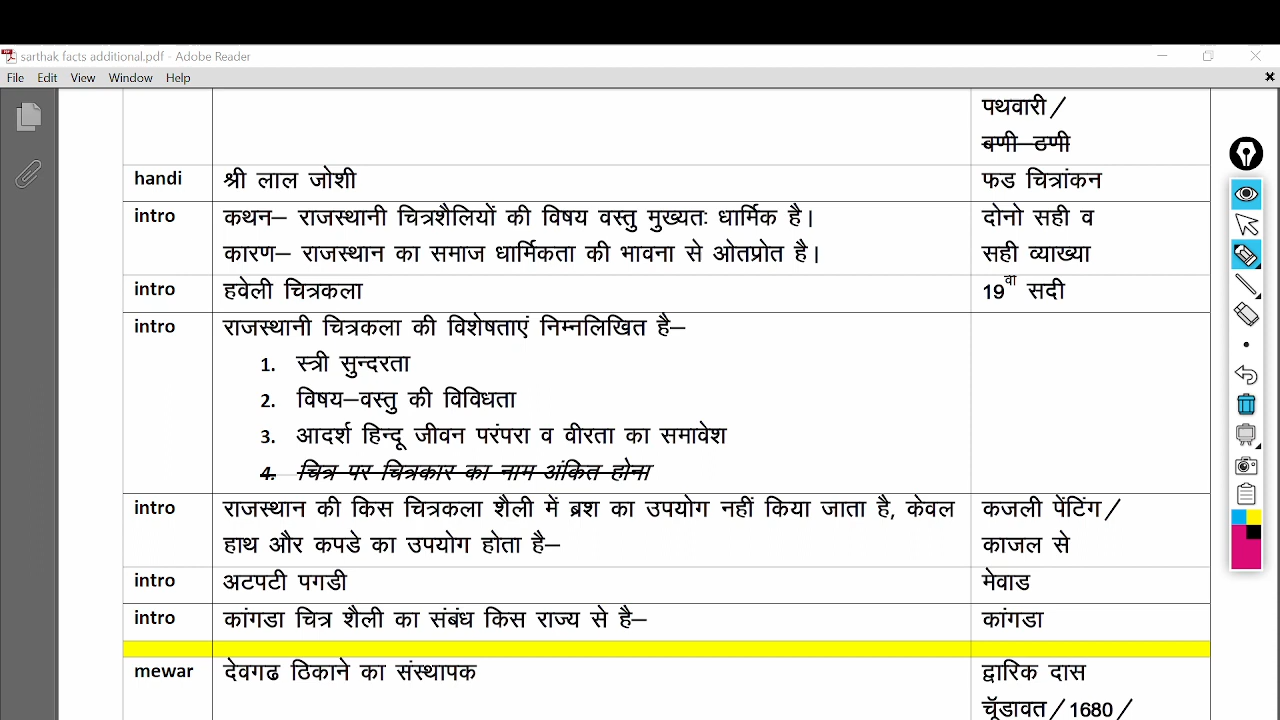 sarthak facts additional.pdf - Adobe Reader
File Edit View Window Help
पथवारी/
बणी ठणी
handi श्री लाल जोशी फड चित्रांकन
intro कथन– राजस्थानी चित्रशैलियों की विषय वस्तु मुख्यतः धार्मिक है। दोनो सही व
कारण– राजस्थान का समाज धार्मिकता की भावना से ओतप्रोत है। सही व्याख्या
intro हवेली चित्रकला 19वीं सदी
intro राजस्थानी चित्रकला की विशेषताएं निम्नलिखित है–
1. स्त्री सुन्दरता
2. विषय–वस्तु की विविधता
3. आदर्श हिन्दू जीवन परंपरा व वीरता का समावेश
4. चित्र पर चित्रकार का नाम अंकित होना
intro राजस्थान की किस चित्रकला शैली में ब्रश का उपयोग नहीं किया जाता है, केवल कजली पेंटिंग/
हाथ और कपडे का उपयोग होता है– काजल से
intro अटपटी पगडी मेवाड
intro कांगडा चित्र शैली का संबंध किस राज्य से है– कांगडा
mewar देवगढ ठिकाने का संस्थापक द्वारिक दास
चूॅडावत/1680/